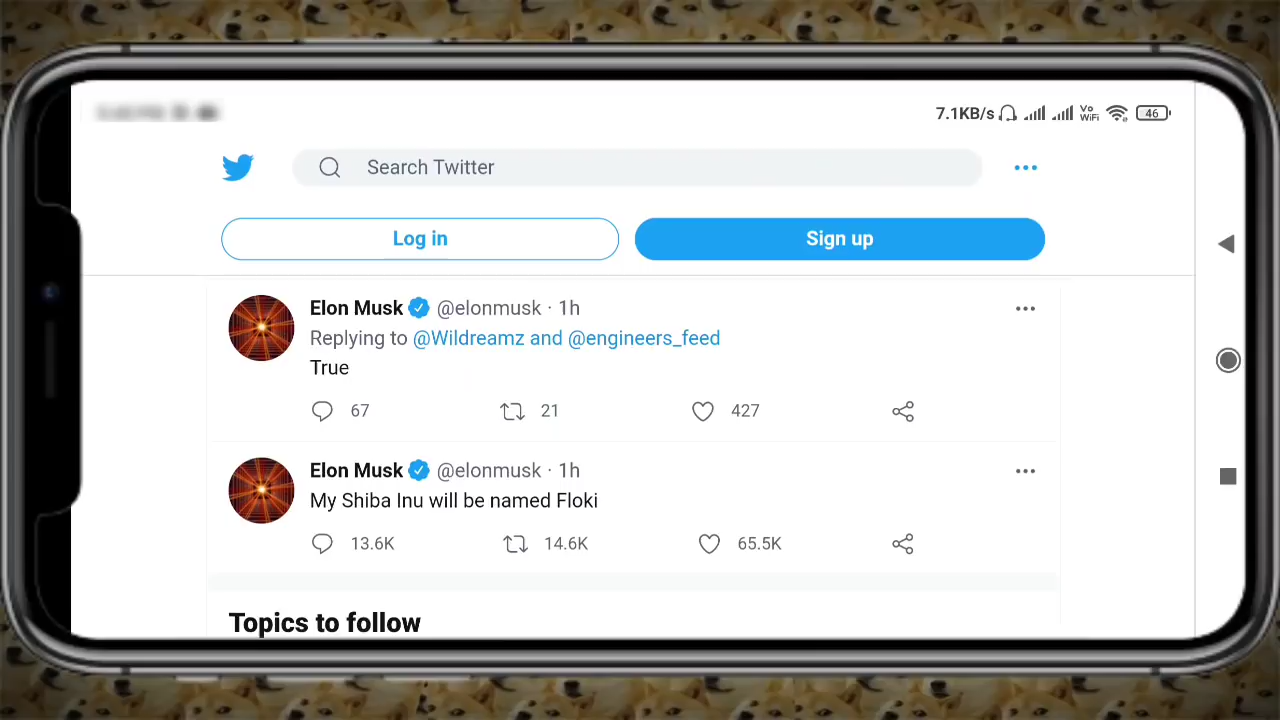 7.1KB/s Vo WiFi 46
Search Twitter
Log in Sign up
Elon Musk @elonmusk · 1h
Replying to @Wildreamz and @engineers_feed
True
67 21 427
Elon Musk @elonmusk · 1h
My Shiba Inu will be named Floki
13.6K 14.6K 65.5K
Topics to follow